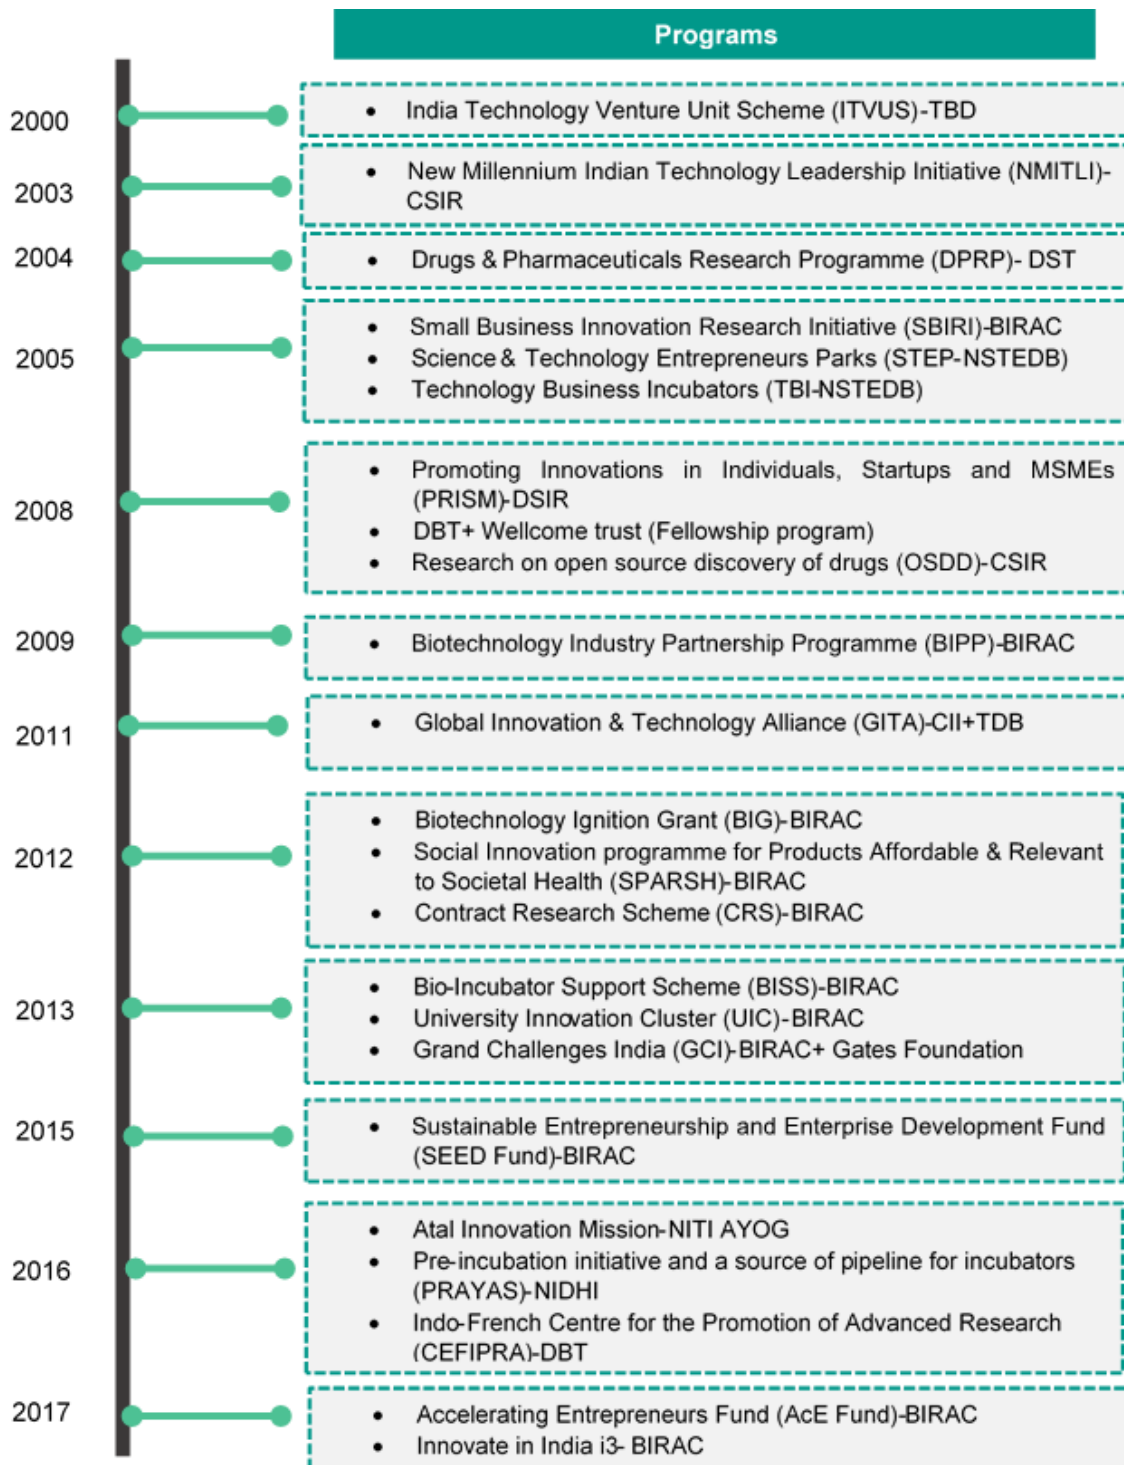 Programs
2000
• India Technology Venture Unit Scheme (ITVUS)-TBD
2003
• New Millennium Indian Technology Leadership Initiative (NMITLI)-
CSIR
2004
• Drugs & Pharmaceuticals Research Programme (DPRP)- DST
2005
• Small Business Innovation Research Initiative (SBIRI)-BIRAC
• Science & Technology Entrepreneurs Parks (STEP-NSTEDB)
• Technology Business Incubators (TBI-NSTEDB)
2008
• Promoting Innovations in Individuals, Startups and MSMEs
(PRISM)-DSIR
• DBT+ Wellcome trust (Fellowship program)
• Research on open source discovery of drugs (OSDD)-CSIR
2009
• Biotechnology Industry Partnership Programme (BIPP)-BIRAC
2011
• Global Innovation & Technology Alliance (GITA)-CII+TDB
2012
• Biotechnology Ignition Grant (BIG)-BIRAC
• Social Innovation programme for Products Affordable & Relevant
to Societal Health (SPARSH)-BIRAC
• Contract Research Scheme (CRS)-BIRAC
2013
• Bio-Incubator Support Scheme (BISS)-BIRAC
• University Innovation Cluster (UIC)-BIRAC
• Grand Challenges India (GCI)-BIRAC+ Gates Foundation
2015
• Sustainable Entrepreneurship and Enterprise Development Fund
(SEED Fund)-BIRAC
2016
• Atal Innovation Mission-NITI AYOG
• Pre-incubation initiative and a source of pipeline for incubators
(PRAYAS)-NIDHI
• Indo-French Centre for the Promotion of Advanced Research
(CEFIPRA)-DBT
2017
• Accelerating Entrepreneurs Fund (AcE Fund)-BIRAC
• Innovate in India i3- BIRAC